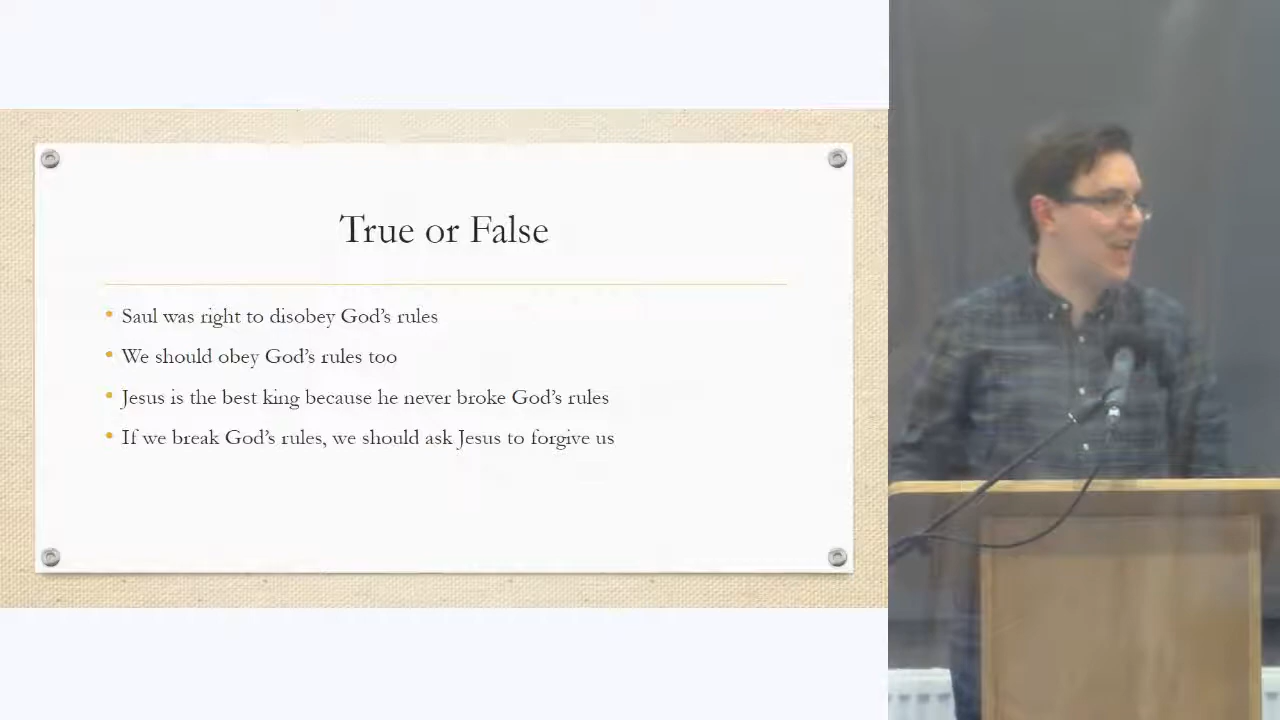 True or False
• Saul was right to disobey God's rules
• We should obey God's rules too
• Jesus is the best king because he never broke God's rules
• If we break God's rules, we should ask Jesus to forgive us